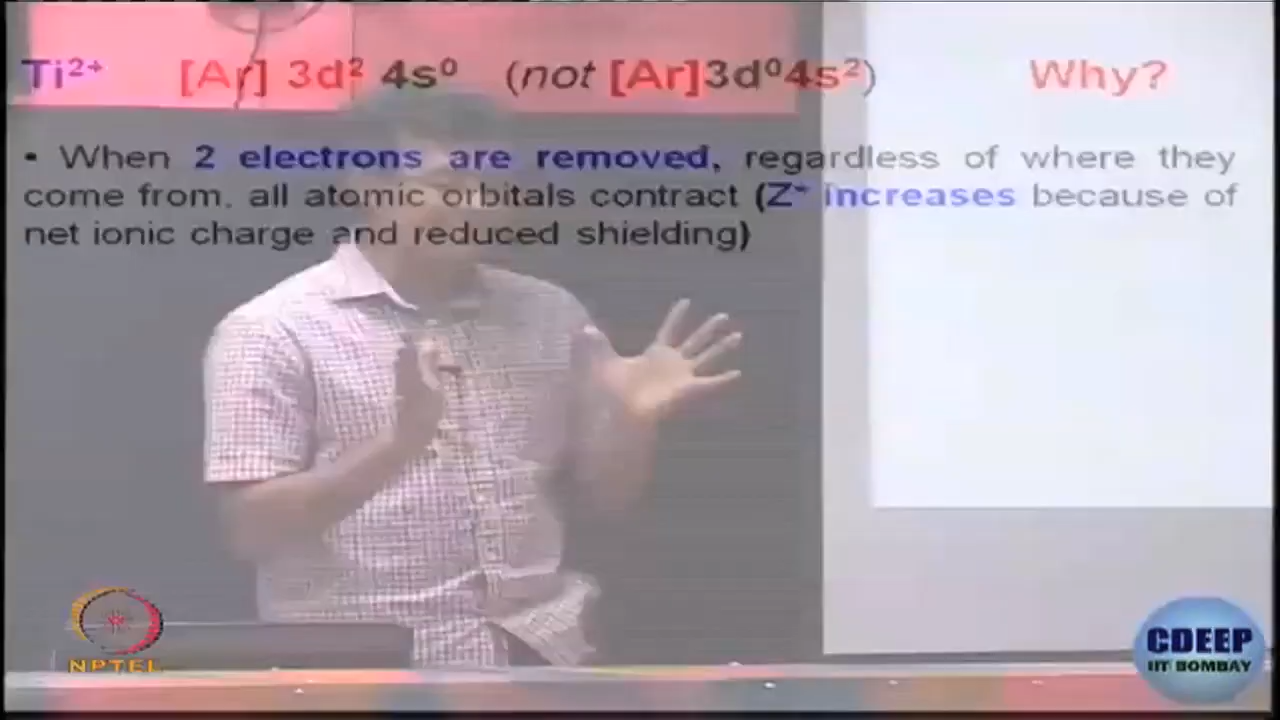 Ti²⁺ [Ar] 3d² 4s⁰ (not [Ar]3d⁰4s²) Why?
• When 2 electrons are removed, regardless of where they
come from, all atomic orbitals contract (Z* increases because of
net ionic charge and reduced shielding)
NPTEL
CDEEP
IIT BOMBAY